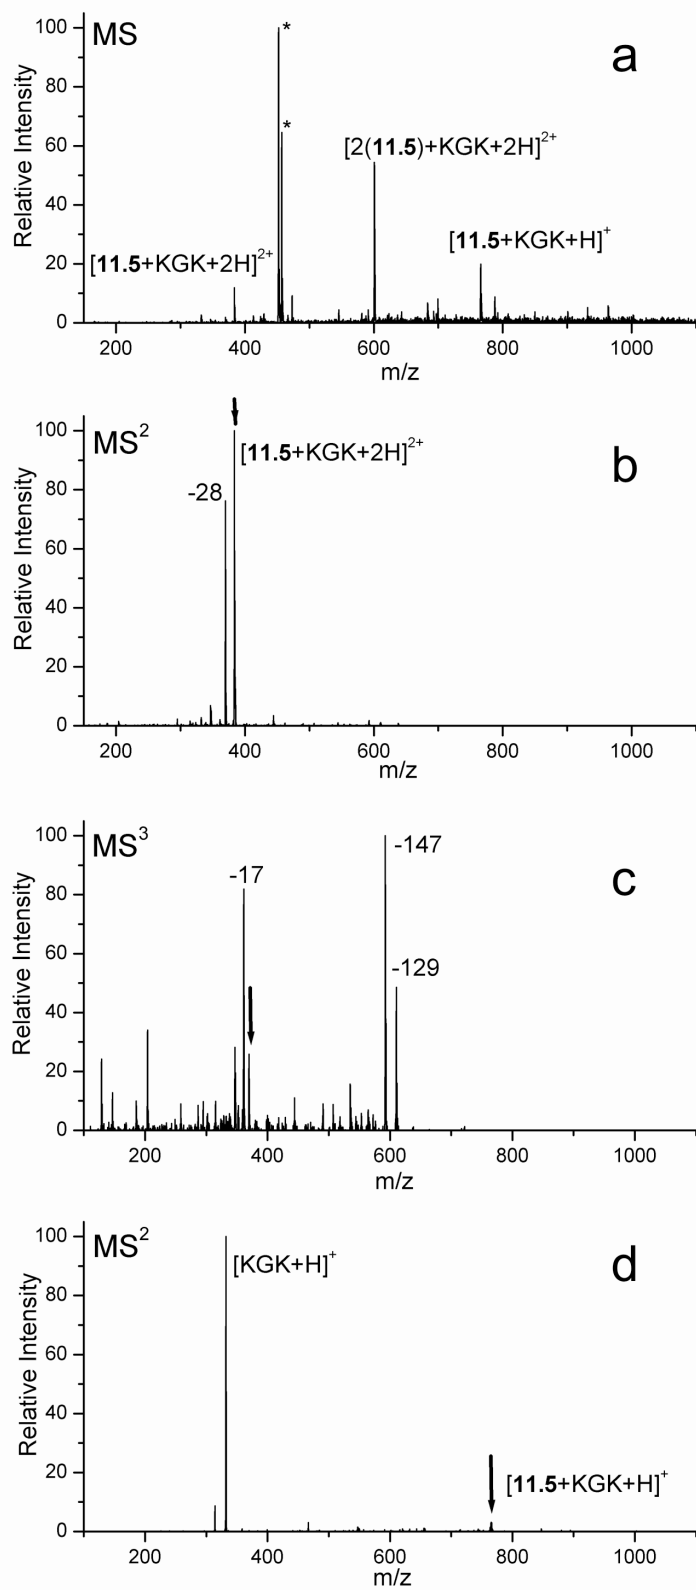 MS
a
*
*
[2(11.5)+KGK+2H]2+
[11.5+KGK+H]+
[11.5+KGK+2H]2+
Relative Intensity
100
80
60
40
20
0
200 400 600 800 1000
m/z
MS2
b
[11.5+KGK+2H]2+
-28
Relative Intensity
100
80
60
40
20
0
200 400 600 800 1000
m/z
MS3
c
-147
-17
-129
Relative Intensity
100
80
60
40
20
0
200 400 600 800 1000
m/z
MS2
d
[KGK+H]+
[11.5+KGK+H]+
Relative Intensity
100
80
60
40
20
0
200 400 600 800 1000
m/z